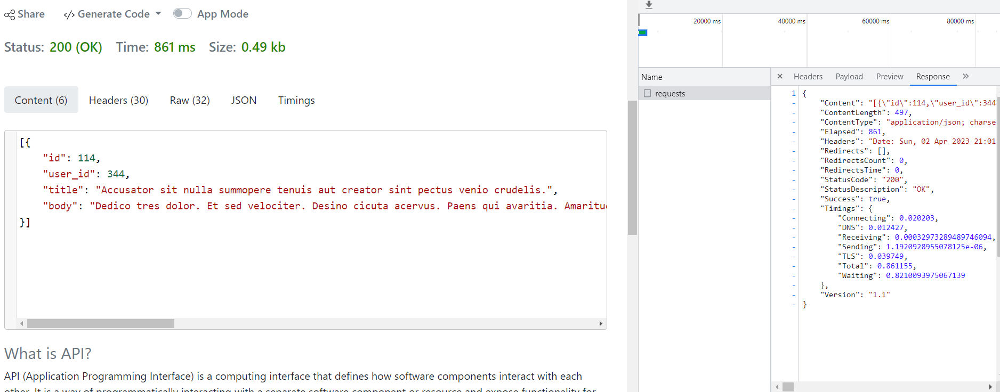 Share Generate Code App Mode
Status: 200 (OK) Time: 861 ms Size: 0.49 kb
Content (6) Headers (30) Raw (32) JSON Timings
[{
"id": 114,
"user_id": 344,
"title": "Accusator sit nulla summopere tenuis aut creator sint pectus venio crudelis.",
"body": "Dedico tres dolor. Et sed velociter. Desino cicuta acervus. Paens qui avaritia. Amaritu
}]
What is API?
API (Application Programming Interface) is a computing interface that defines how software components interact with each
other. It is a way of programmatically interacting with a separate software component or resource and expose functionality for
20000 ms 40000 ms 60000 ms 80000 ms
Name
requests
× Headers Payload Preview Response »
1 {
- "Content": "[{\"id\":114,\"user_id\":344
- "ContentLength": 497,
- "ContentType": "application/json; charse
- "Elapsed": 861,
- "Headers": "Date: Sun, 02 Apr 2023 21:01
- "Redirects": [],
- "RedirectsCount": 0,
- "RedirectsTime": 0,
- "StatusCode": "200",
- "StatusDescription": "OK",
- "Success": true,
- "Timings": {
- "Connecting": 0.020203,
- "DNS": 0.012427,
- "Receiving": 0.00032973289489746094,
- "Sending": 1.1920928955078125e-06,
- "TLS": 0.039749,
- "Total": 0.861155,
- "Waiting": 0.8210093975067139
- },
- "Version": "1.1"
- }